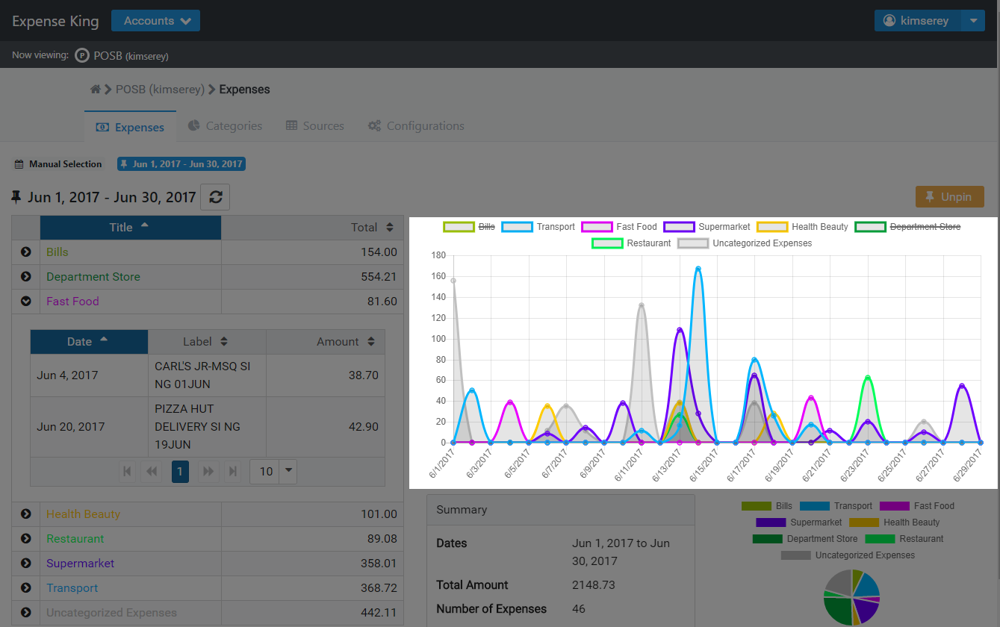 Expense King Accounts kimserey
Now viewing: P POSB (kimserey)
POSB (kimserey) Expenses
Expenses Categories Sources Configurations
Manual Selection Jun 1, 2017 - Jun 30, 2017
Jun 1, 2017 - Jun 30, 2017 Unpin
Title Total
Bills 154.00
Department Store 554.21
Fast Food 81.60
Date Label Amount
Jun 4, 2017 CARL'S JR-MSQ SI NG 01JUN 38.70
Jun 20, 2017 PIZZA HUT DELIVERY SI NG 19JUN 42.90
1 10
Health Beauty 101.00
Restaurant 89.08
Supermarket 358.01
Transport 368.72
Uncategorized Expenses 442.11
Bills Transport Fast Food Supermarket Health Beauty Department Store
Restaurant Uncategorized Expenses
180
160
140
120
100
80
60
40
20
0
6/1/2017 6/3/2017 6/5/2017 6/7/2017 6/9/2017 6/11/2017 6/13/2017 6/15/2017 6/17/2017 6/19/2017 6/21/2017 6/23/2017 6/25/2017 6/27/2017 6/29/2017
Summary
Dates Jun 1, 2017 to Jun 30, 2017
Total Amount 2148.73
Number of Expenses 46
Bills Transport Fast Food
Supermarket Health Beauty
Department Store Restaurant
Uncategorized Expenses